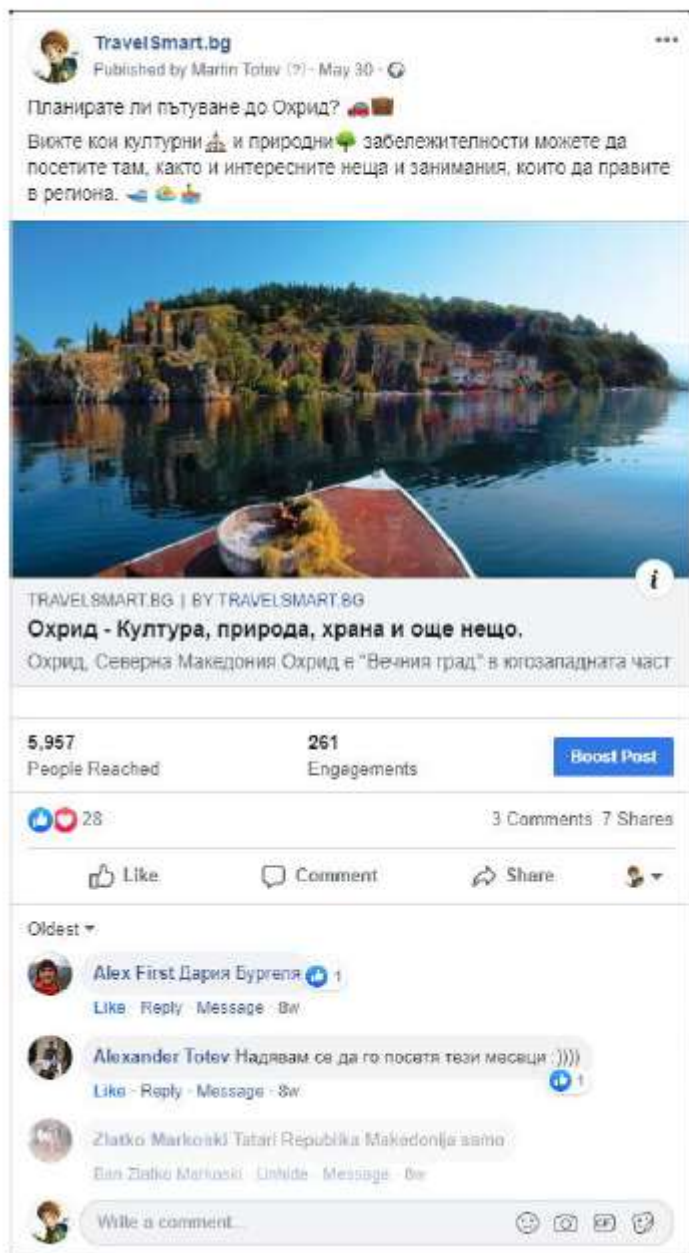 TravelSmart.bg
Published by Martin Totev (?) · May 30 ·
Планирате ли пътуване до Охрид? 🚗🧳
Вижте кои културни⛪ и природни🌳 забележителности можете да
посетите там, както и интересните неща и занимания, които да правите
в региона.
TRAVELSMART.BG | BY TRAVELSMART.BG
Охрид - Култура, природа, храна и още нещо.
Охрид, Северна Македония Охрид е "Вечния град" в югозападната част
5,957 261 Boost Post
People Reached Engagements
28 3 Comments 7 Shares
Like Comment Share
Oldest
Alex First Дария Бургеля 1
Like · Reply · Message · 8w
Alexander Totev Надявам се да го посетя тези месеци :))))
1
Like · Reply · Message · 8w
Zlatko Markoski Tatari Republika Makedonija samo
Ban Zlatko Markoski · Unhide · Message · 8w
Write a comment...
GIF